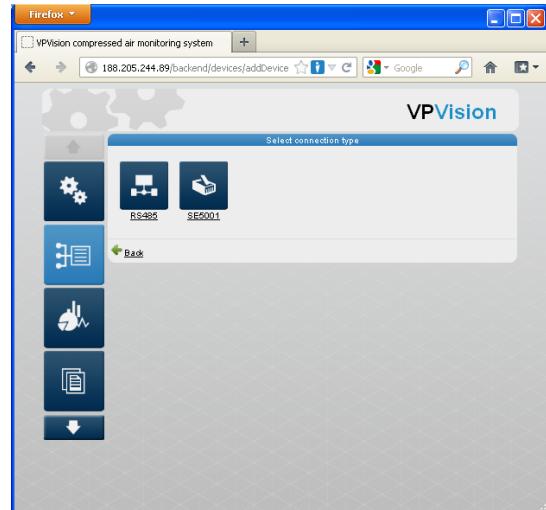 Firefox
VPVision compressed air monitoring system
188.205.244.89/backend/devices/addDevice
Google
VPVision
Select connection type
RS485 SE5001
Back